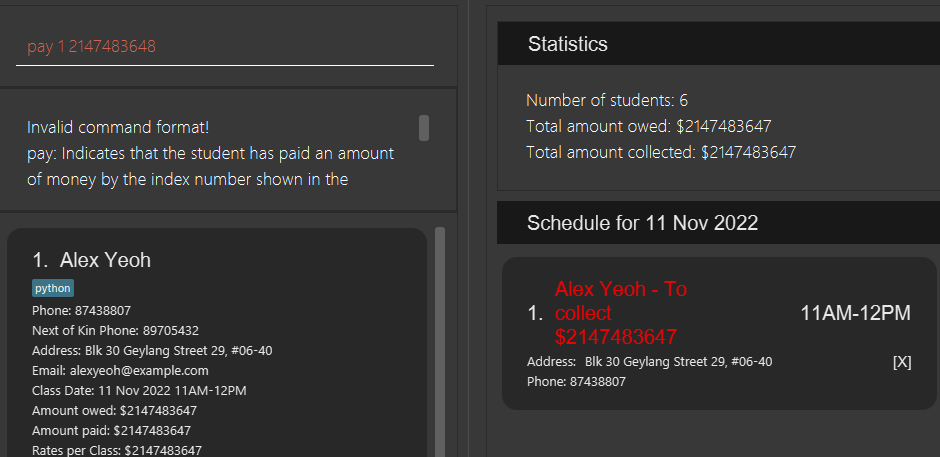 pay 1 2147483648
Invalid command format!
pay: Indicates that the student has paid an amount
of money by the index number shown in the
1. Alex Yeoh
python
Phone: 87438807
Next of Kin Phone: 89705432
Address: Blk 30 Geylang Street 29, #06-40
Email: alexyeoh@example.com
Class Date: 11 Nov 2022 11AM-12PM
Amount owed: $2147483647
Amount paid: $2147483647
Rates per Class: $2147483647
Statistics
Number of students: 6
Total amount owed: $2147483647
Total amount collected: $2147483647
Schedule for 11 Nov 2022
1. Alex Yeoh - To
collect
$2147483647
11AM-12PM
Address: Blk 30 Geylang Street 29, #06-40
[X]
Phone: 87438807